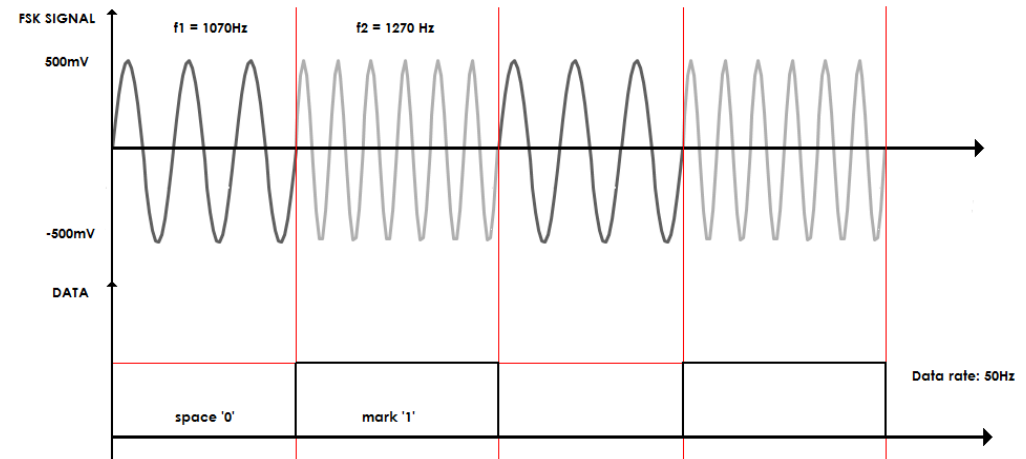 FSK SIGNAL
f1 = 1070Hz
f2 = 1270 Hz
500mV
-500mV
DATA
Data rate: 50Hz
space '0'
mark '1'